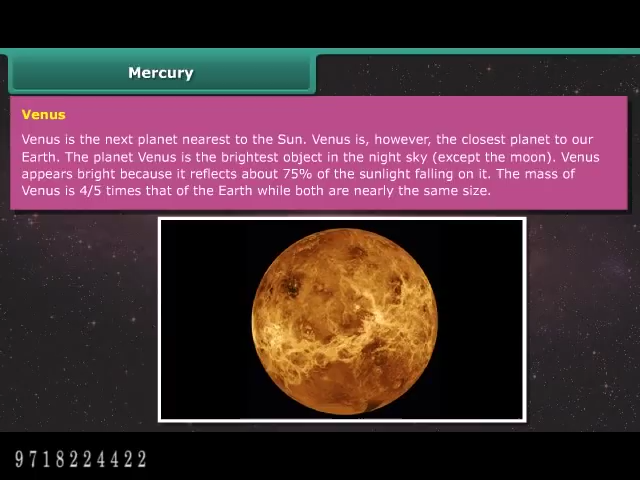 Mercury
Venus
Venus is the next planet nearest to the Sun. Venus is, however, the closest planet to our
Earth. The planet Venus is the brightest object in the night sky (except the moon). Venus
appears bright because it reflects about 75% of the sunlight falling on it. The mass of
Venus is 4/5 times that of the Earth while both are nearly the same size.
9718224422